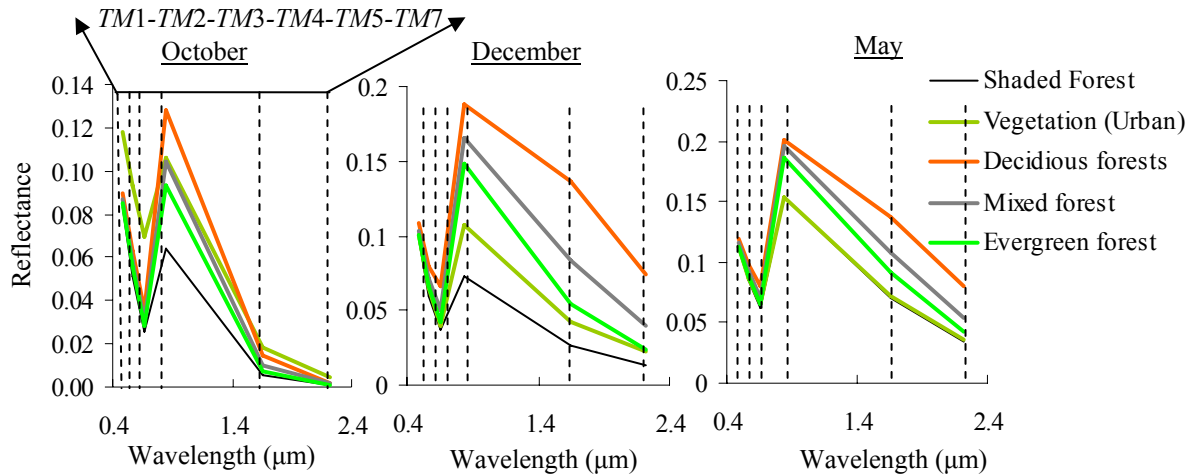 TM1-TM2-TM3-TM4-TM5-TM7
October
December
May
Reflectance
0.14
0.12
0.10
0.08
0.06
0.04
0.02
0.00
0.4
1.4
2.4
Wavelength (μm)
0.2
0.15
0.1
0.05
0
0.4
1.4
2.4
Wavelength (μm)
0.25
0.2
0.15
0.1
0.05
0
0.4
1.4
2.4
Wavelength (μm)
Shaded Forest
Vegetation (Urban)
Decidious forests
Mixed forest
Evergreen forest